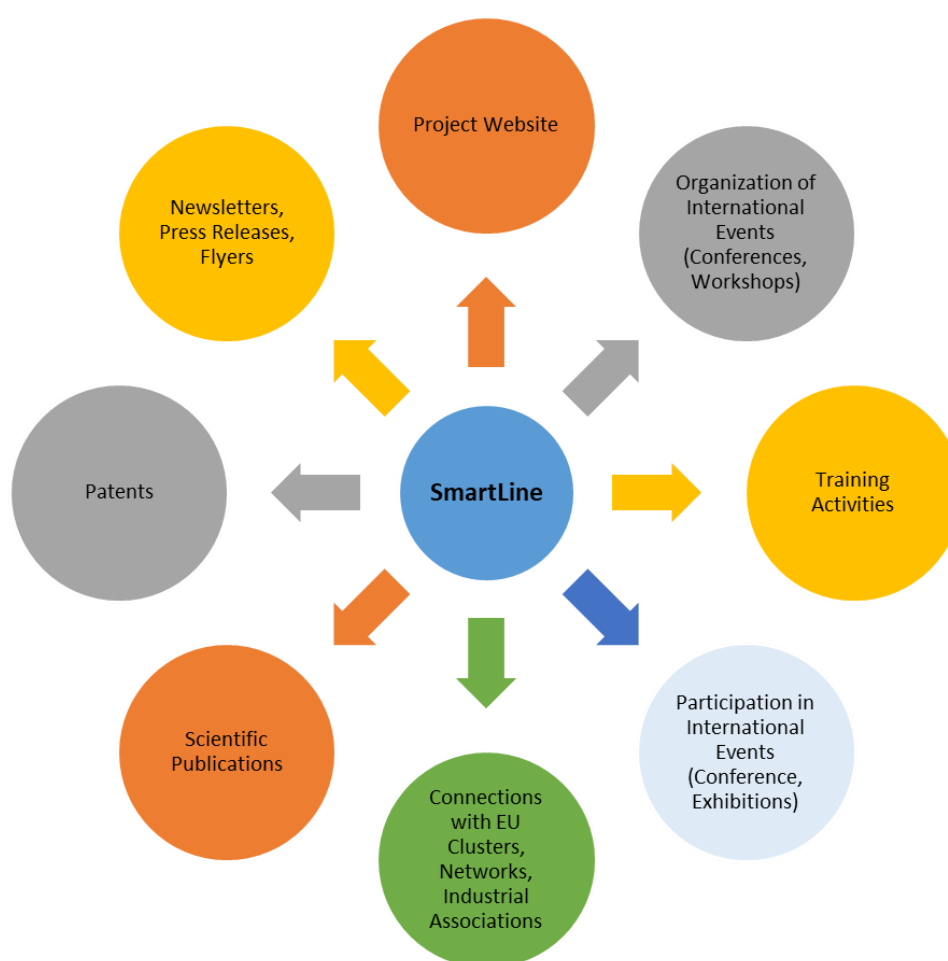 Project Website
Organization of
International
Events
(Conferences,
Workshops)
Newsletters,
Press Releases,
Flyers
SmartLine
Patents
Training
Activities
Scientific
Publications
Participation in
International
Events
(Conference,
Exhibitions)
Connections
with EU
Clusters,
Networks,
Industrial
Associations